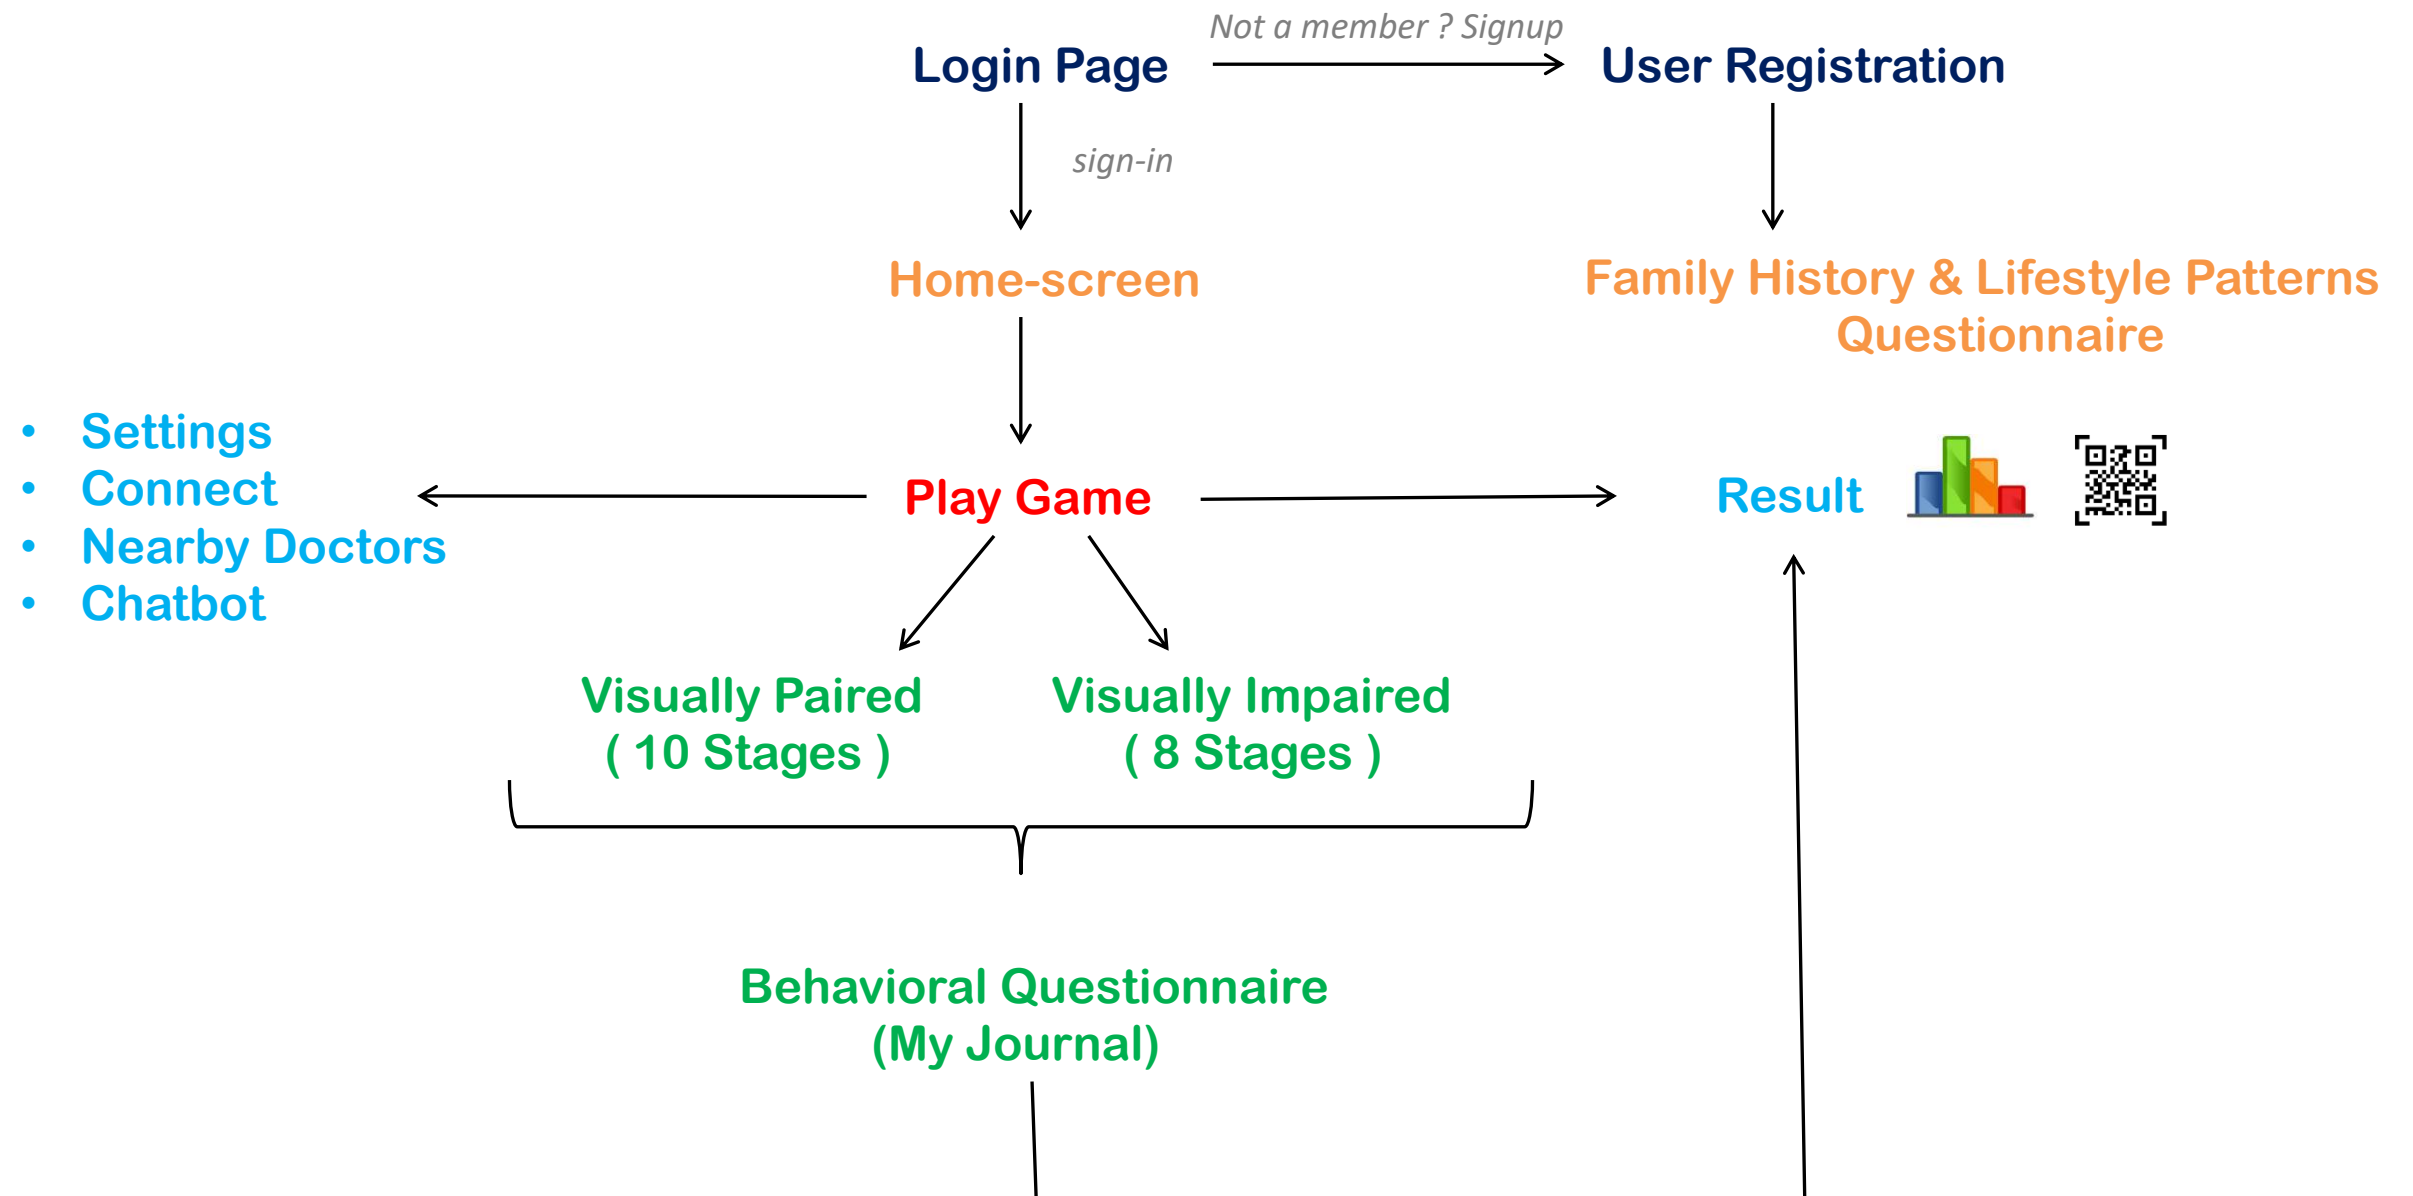 Not a member ? Signup
Login Page
User Registration
sign-in
Home-screen
Family History & Lifestyle Patterns
Questionnaire
• Settings
• Connect
• Nearby Doctors
• Chatbot
Play Game
Result
Visually Paired
( 10 Stages )
Visually Impaired
( 8 Stages )
Behavioral Questionnaire
(My Journal)